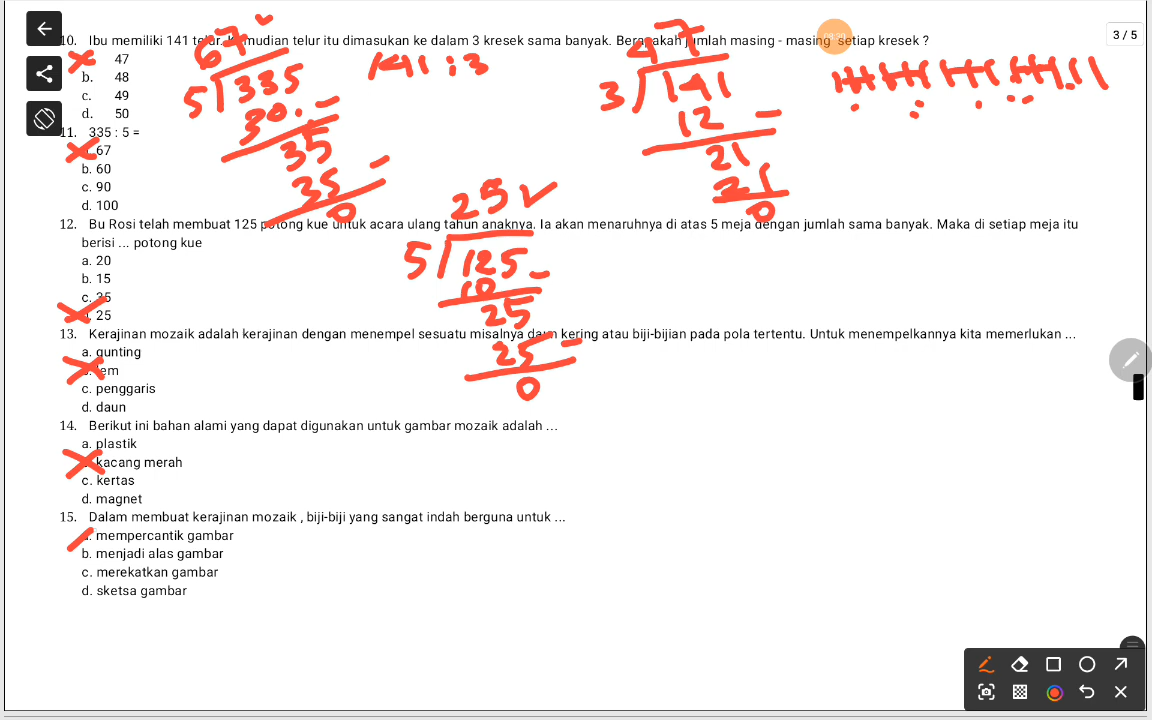 10. Ibu memiliki 141 telur. Kemudian telur itu dimasukan ke dalam 3 kresek sama banyak. Berapakah jumlah masing - masing setiap kresek ?
47
b. 48
c. 49
d. 50
11. 335 : 5 =
67
b. 60
c. 90
d. 100
12. Bu Rosi telah membuat 125 potong kue untuk acara ulang tahun anaknya. Ia akan menaruhnya di atas 5 meja dengan jumlah sama banyak. Maka di setiap meja itu
berisi ... potong kue
a. 20
b. 15
c. 35
25
13. Kerajinan mozaik adalah kerajinan dengan menempel sesuatu misalnya daun kering atau biji-bijian pada pola tertentu. Untuk menempelkannya kita memerlukan ...
a. gunting
lem
c. penggaris
d. daun
14. Berikut ini bahan alami yang dapat digunakan untuk gambar mozaik adalah ...
a. plastik
kacang merah
c. kertas
d. magnet
15. Dalam membuat kerajinan mozaik , biji-biji yang sangat indah berguna untuk ...
a. mempercantik gambar
b. menjadi alas gambar
c. merekatkan gambar
d. sketsa gambar
3 / 5
67
5 335
30
35
35
0
141 : 3
47
3 141
12
21
21
0
25
5 125
10
25
25
0